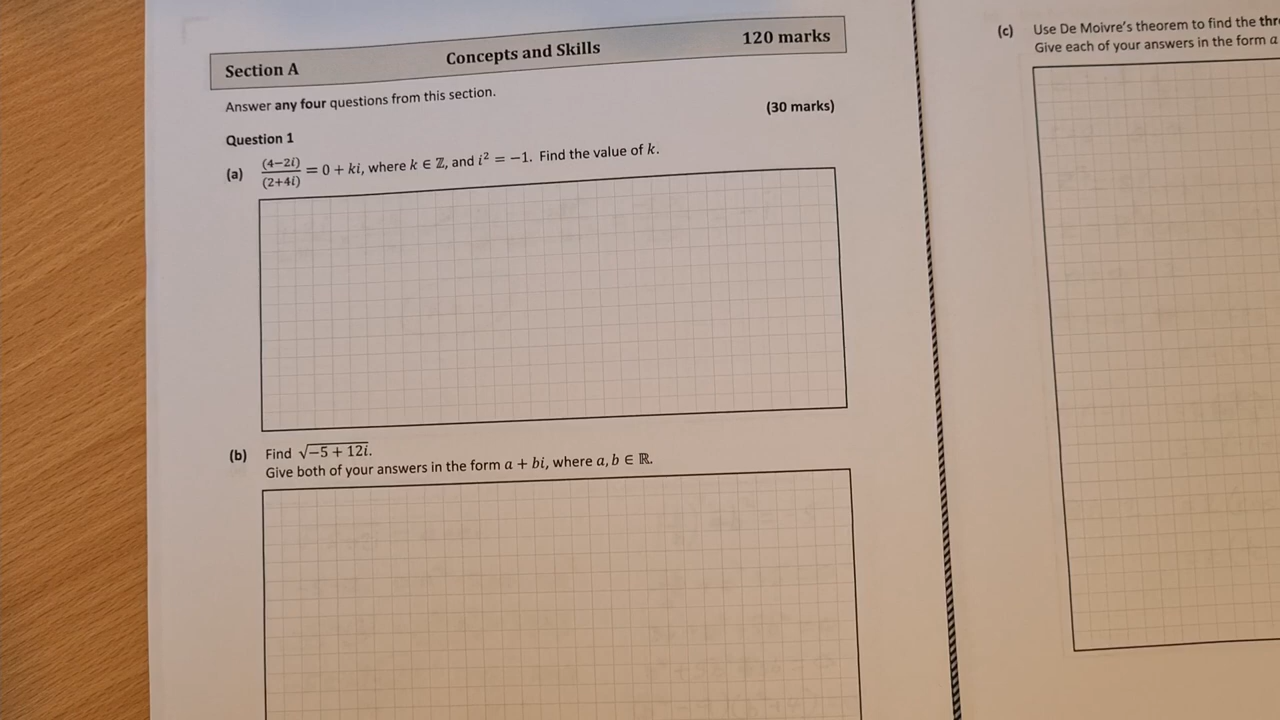 Section A Concepts and Skills 120 marks
Answer any four questions from this section.
Question 1 (30 marks)
(a) (4−2i)/(2+4i) = 0 + ki, where k ∈ ℤ, and i² = −1. Find the value of k.
(b) Find √−5 + 12i.
Give both of your answers in the form a + bi, where a, b ∈ ℝ.
(c) Use De Moivre's theorem to find the
Give each of your answers in the form a